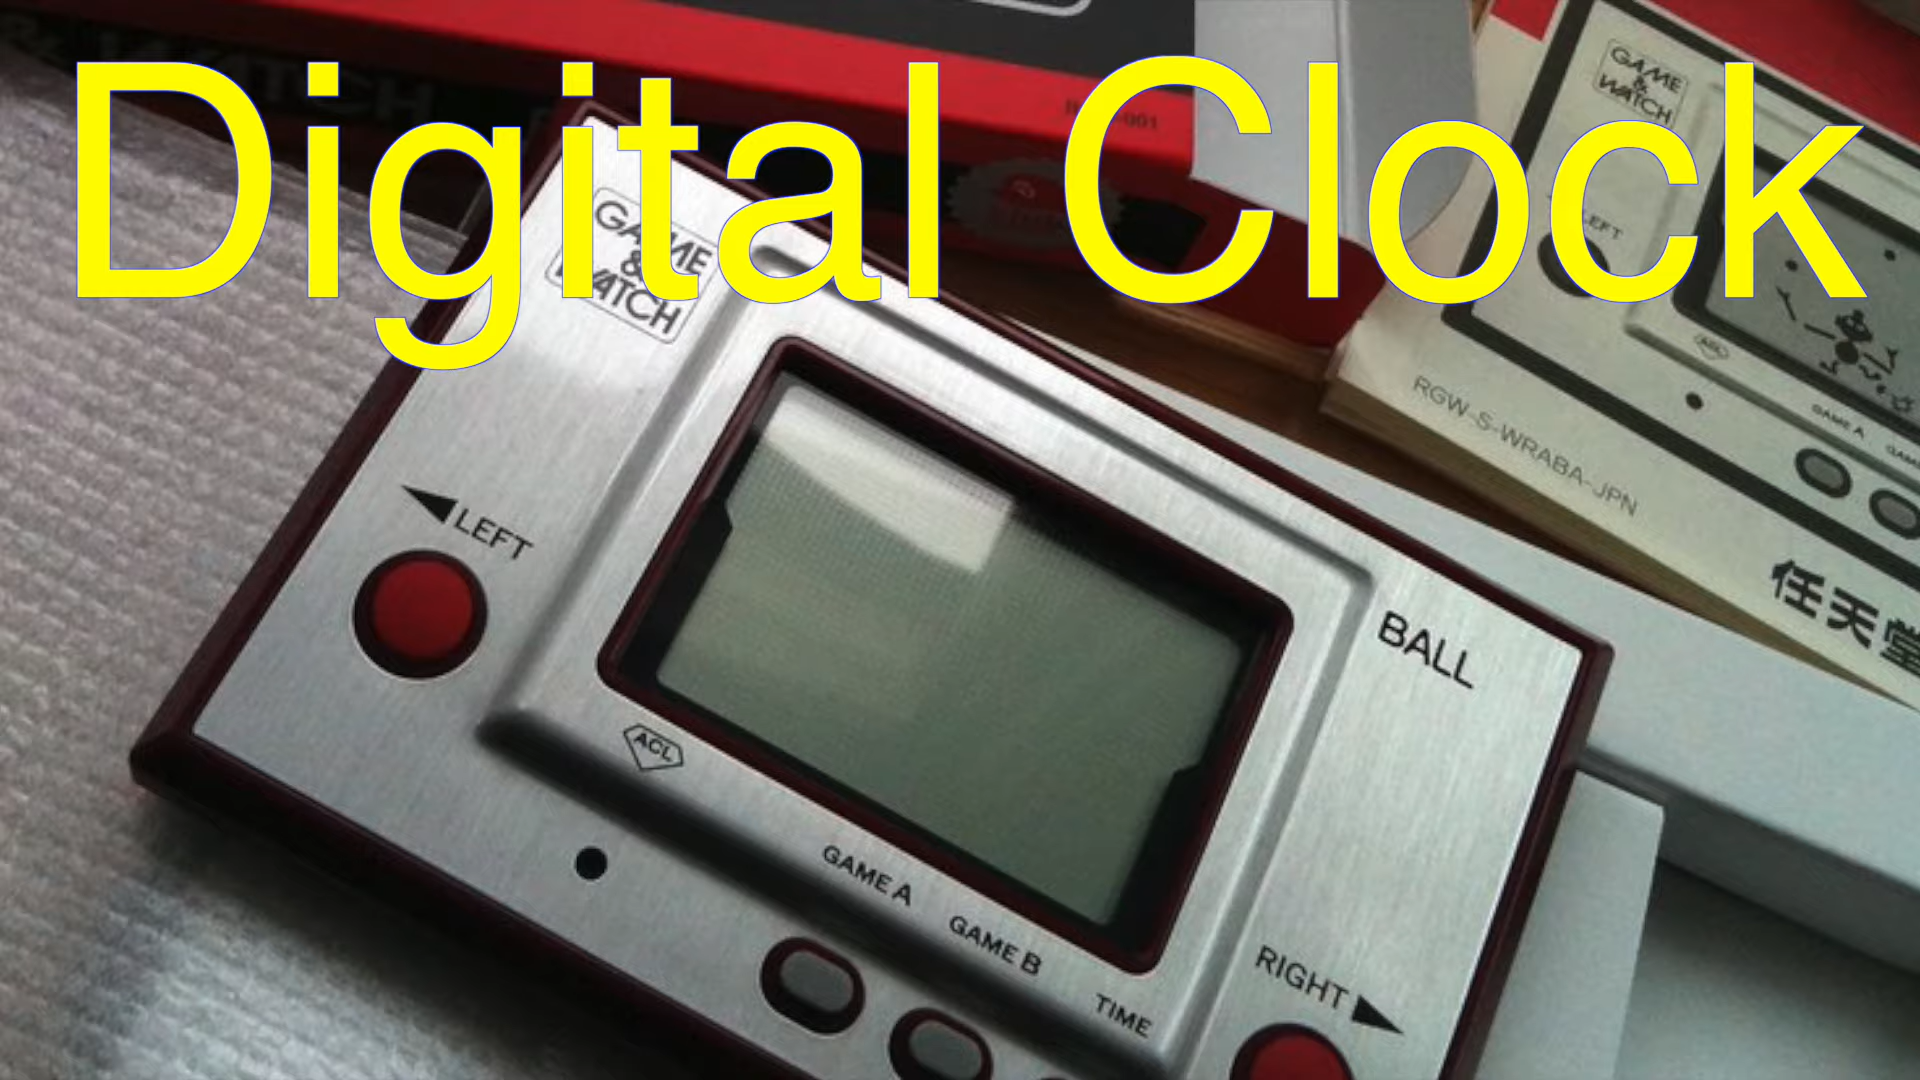 Digital Clock
GAME
&
WATCH
GAME
&
WATCH
LEFT
LEFT
ACL
GAME A
RGW-S-WRABA-JPN
任天堂
BALL
ACL
GAME A
GAME B
TIME
RIGHT